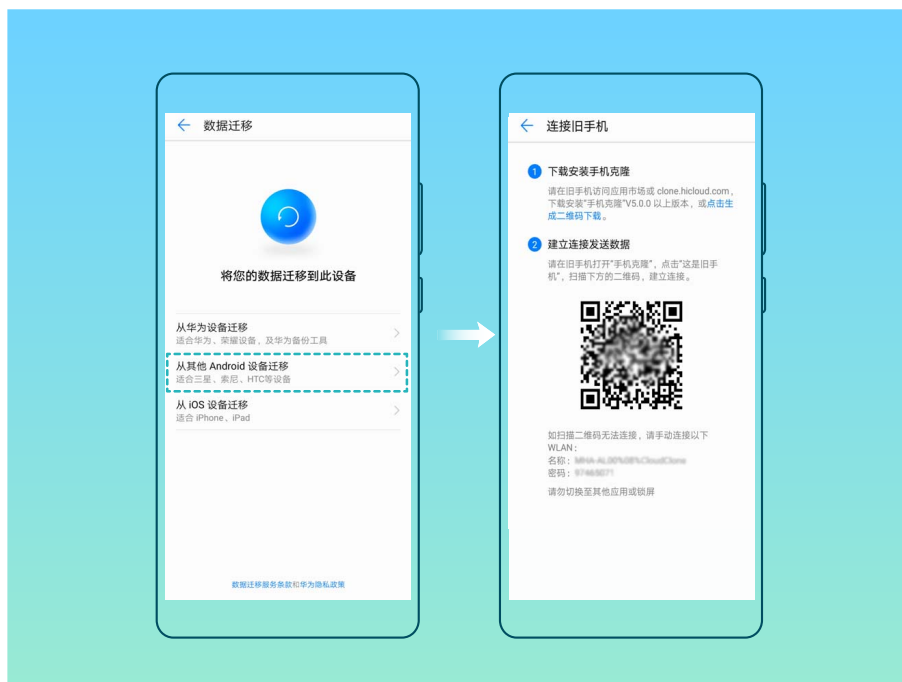 数据迁移
将您的数据迁移到此设备
从华为设备迁移
适合华为、荣耀设备，及华为备份工具
从其他 Android 设备迁移
适合三星、索尼、HTC等设备
从 iOS 设备迁移
适合 iPhone、iPad
数据迁移服务条款和华为隐私政策
连接旧手机
1 下载安装手机克隆
请在旧手机访问应用市场或 clone.hicloud.com，
下载安装“手机克隆”V5.0.0 以上版本，或点击生
成二维码下载。
2 建立连接发送数据
请在旧手机打开“手机克隆”，点击“这是旧手
机”，扫描下方的二维码，建立连接。
如扫描二维码无法连接，请手动连接以下
WLAN：
名称：
密码：
请勿切换至其他应用或锁屏